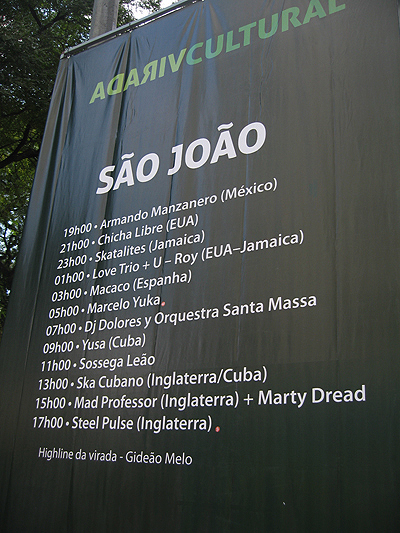 VIRADACULTURAL
SÃO JOÃO
19h00 • Armando Manzanero (México)
21h00 • Chicha Libre (EUA)
23h00 • Skatalites (Jamaica)
01h00 • Love Trio + U – Roy (EUA–Jamaica)
03h00 • Macaco (Espanha)
05h00 • Marcelo Yuka
07h00 • Dj Dolores y Orquestra Santa Massa
09h00 • Yusa (Cuba)
11h00 • Sossega Leão
13h00 • Ska Cubano (Inglaterra/Cuba)
15h00 • Mad Professor (Inglaterra) + Marty Dread
17h00 • Steel Pulse (Inglaterra)
Highline da virada - Gideão Melo